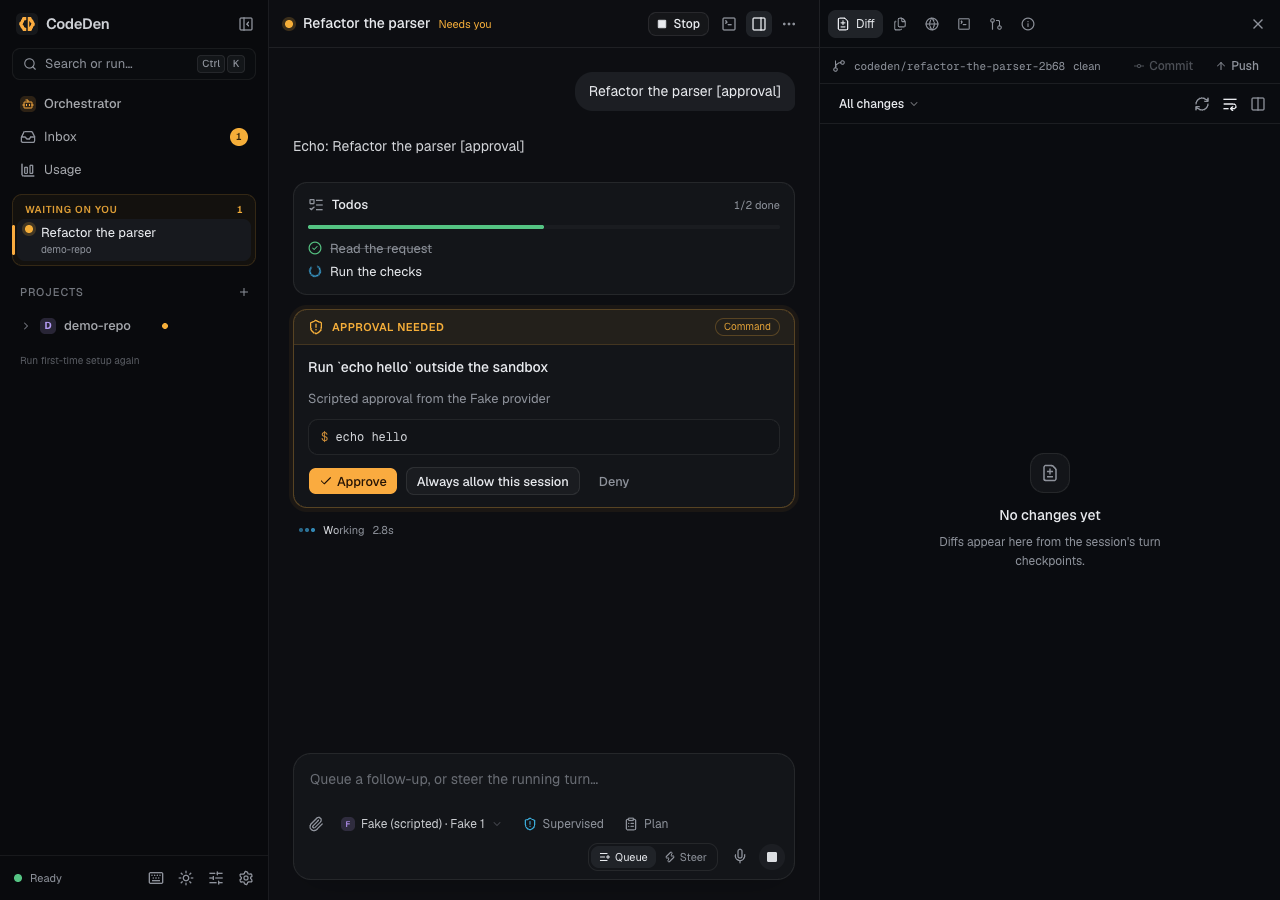 CodeDen
Search or run…
Ctrl K
Orchestrator
Inbox
1
Usage
WAITING ON YOU
1
Refactor the parser
demo-repo
PROJECTS
D
demo-repo
Run first-time setup again
Ready
Refactor the parser
Needs you
Stop
Refactor the parser [approval]
Echo: Refactor the parser [approval]
Todos
1/2 done
Read the request
Run the checks
APPROVAL NEEDED
Command
Run `echo hello` outside the sandbox
Scripted approval from the Fake provider
$ echo hello
Approve
Always allow this session
Deny
Working 2.8s
Queue a follow-up, or steer the running turn…
F
Fake (scripted) · Fake 1
Supervised
Plan
Queue
Steer
Diff
codeden/refactor-the-parser-2b68 clean
Commit
Push
All changes
No changes yet
Diffs appear here from the session's turn
checkpoints.